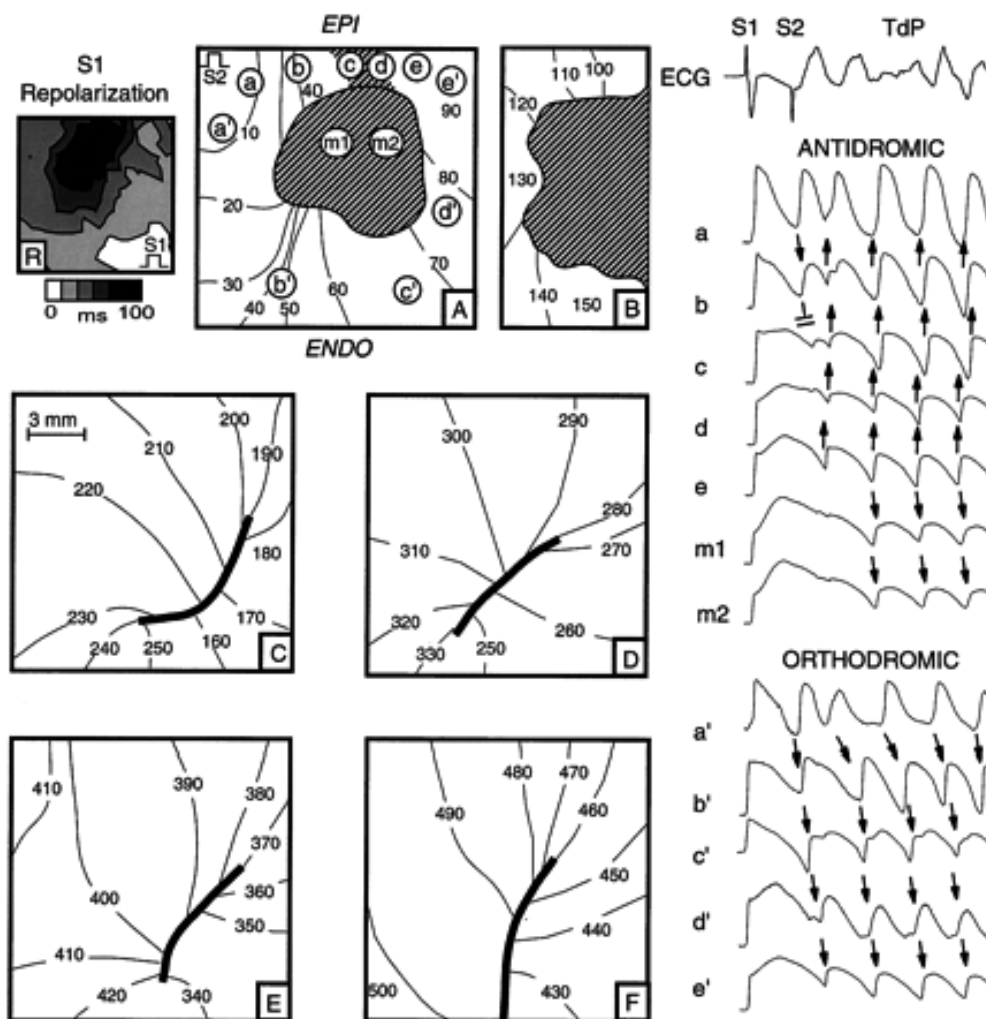 EPI
S1
Repolarization
R
S1
0 ms 100
S2
a
b
c
d
e
e'
a'
10
40
90
m1
m2
80
20
d'
70
30
b'
60
c'
40
50
A
110
100
120
130
140
150
B
ENDO
3 mm
200
210
190
220
180
230
170
240
250
160
C
300
290
280
270
310
320
260
330
250
D
410
390
380
370
400
360
350
410
420
340
E
480
470
490
460
450
440
500
430
F
S1
S2
TdP
ECG
ANTIDROMIC
a
b
c
d
e
m1
m2
ORTHODROMIC
a'
b'
c'
d'
e'